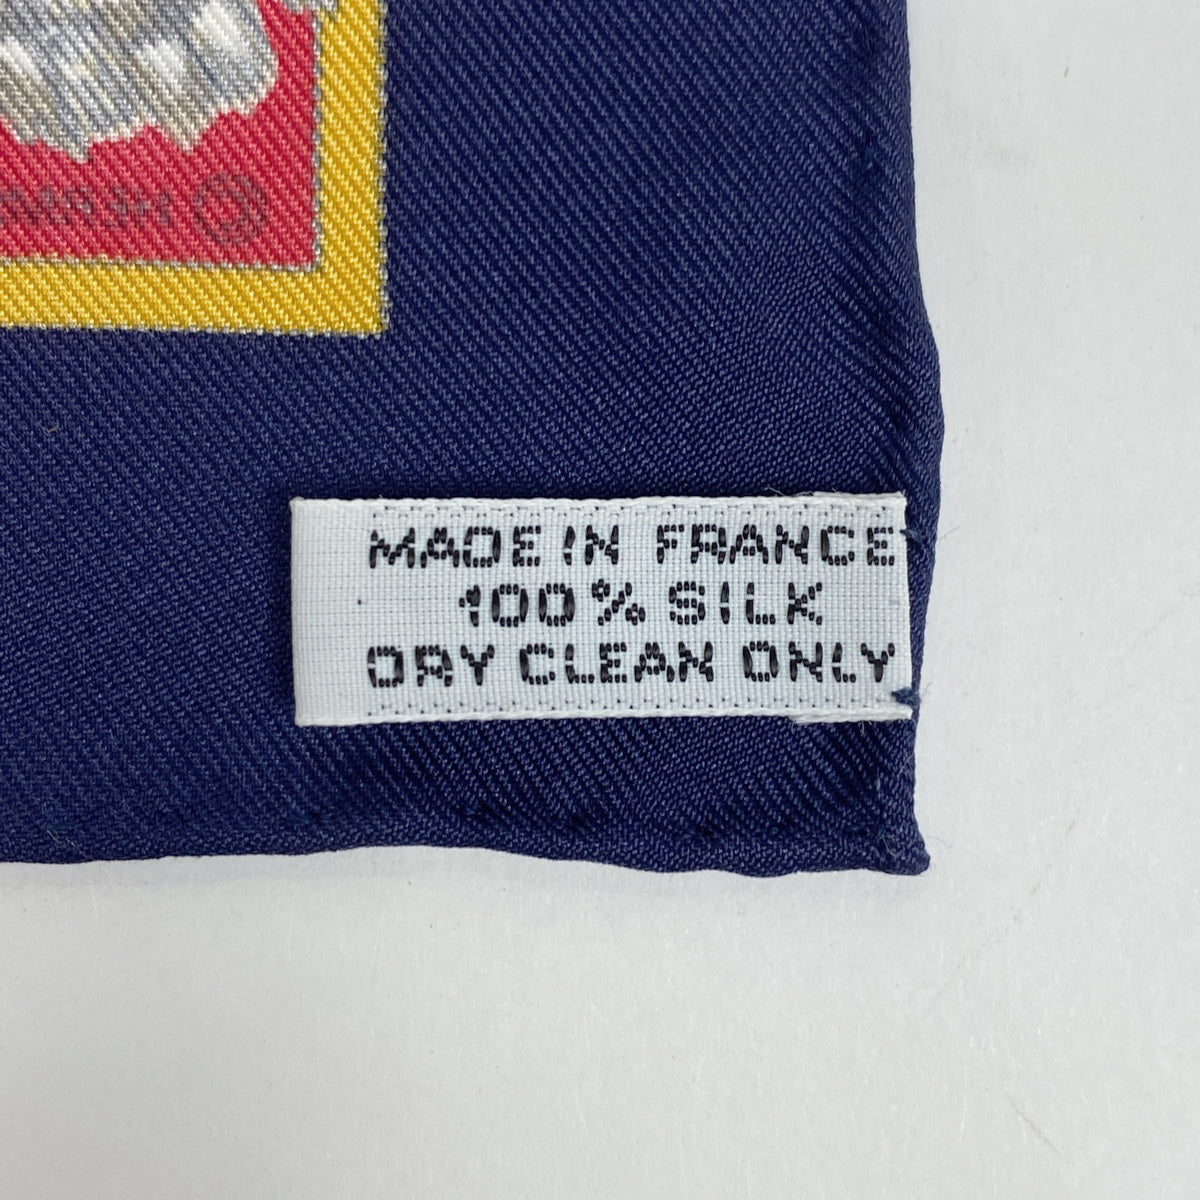 MADE IN FRANCE
100% SILK
DRY CLEAN ONLY